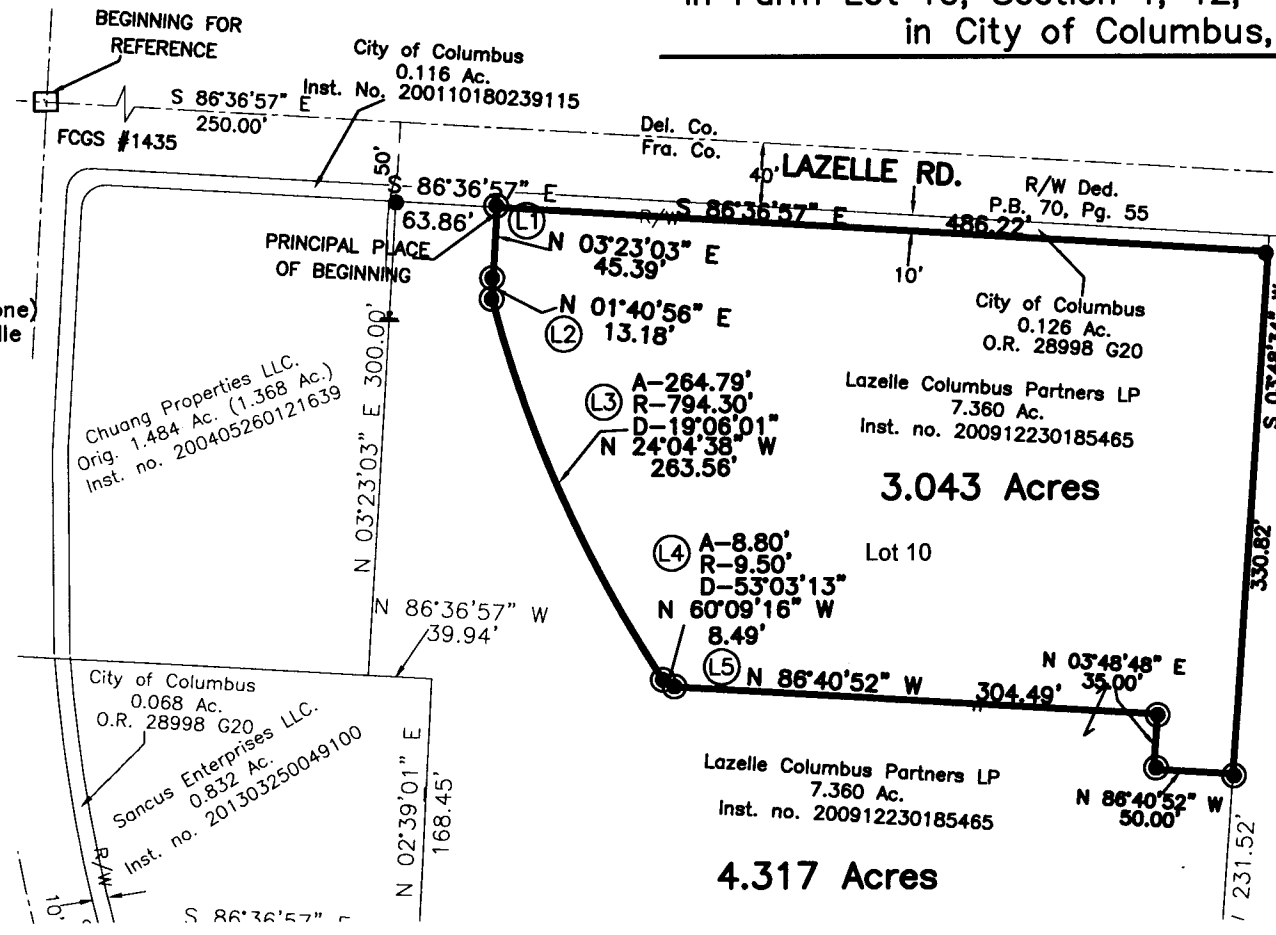 in Farm Lot
in City of Columbus,
BEGINNING FOR
REFERENCE
City of Columbus
0.116 Ac.
Inst. No. 200110180239115
S 86°36'57" E
250.00'
FCGS #1435
Del. Co.
Fra. Co.
LAZELLE RD.
40'
50'
R/W Ded.
P.B. 70, Pg. 55
S 86°36'57" E
63.86'
L1
R/W
S 86°36'57" E
486.22'
PRINCIPAL PLACE
OF BEGINNING
N 03°23'03" E
45.39'
10'
N 01°40'56" E
13.18'
L2
City of Columbus
0.126 Ac.
O.R. 28998 G20
one)
lle
Chuang Properties LLC.
Orig. 1.484 Ac. (1.368 Ac.)
Inst. no. 200405260121639
N 03°23'03" E 300.00'
L3
A-264.79'
R-794.30'
D-19°06'01"
N 24°04'38" W
263.56'
Lazelle Columbus Partners LP
7.360 Ac.
Inst. no. 200912230185465
3.043 Acres
Lot 10
330.82'
L4
A-8.80'
R-9.50'
D-53°03'13"
N 60°09'16" W
8.49'
N 86°36'57" W
39.94'
L5
N 86°40'52" W
304.49'
N 03°48'48" E
35.00'
City of Columbus
0.068 Ac.
O.R. 28998 G20
Sancus Enterprises LLC.
0.832 Ac.
Inst. no. 201303250049100
N 02°39'01" E
168.45'
Lazelle Columbus Partners LP
7.360 Ac.
Inst. no. 200912230185465
N 86°40'52" W
50.00'
4.317 Acres
231.52'
R/W
10'
S 86°36'57" E